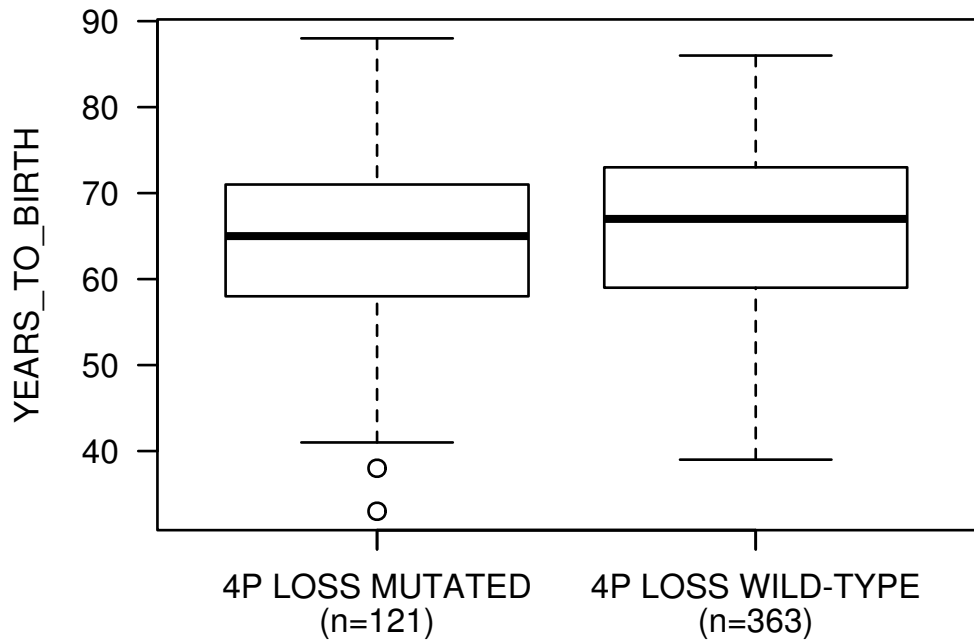 90
80
70
60
50
40
YEARS_TO_BIRTH
4P LOSS MUTATED
(n=121)
4P LOSS WILD-TYPE
(n=363)